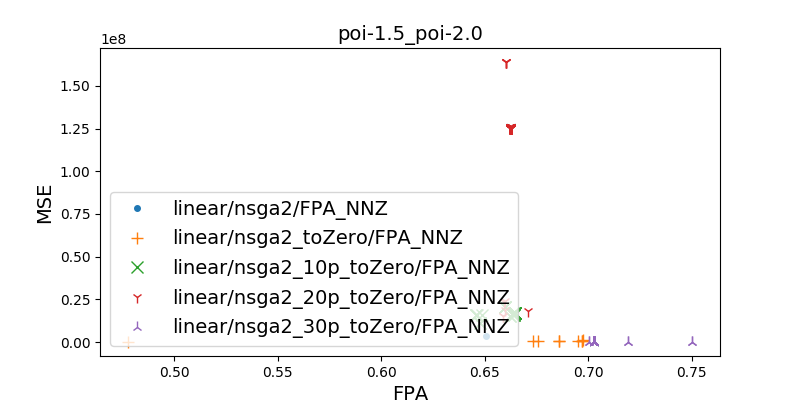 poi-1.5_poi-2.0
1e8
1.50
1.25
1.00
0.75
0.50
0.25
0.00
MSE
linear/nsga2/FPA_NNZ
linear/nsga2_toZero/FPA_NNZ
linear/nsga2_10p_toZero/FPA_NNZ
linear/nsga2_20p_toZero/FPA_NNZ
linear/nsga2_30p_toZero/FPA_NNZ
0.50 0.55 0.60 0.65 0.70 0.75
FPA